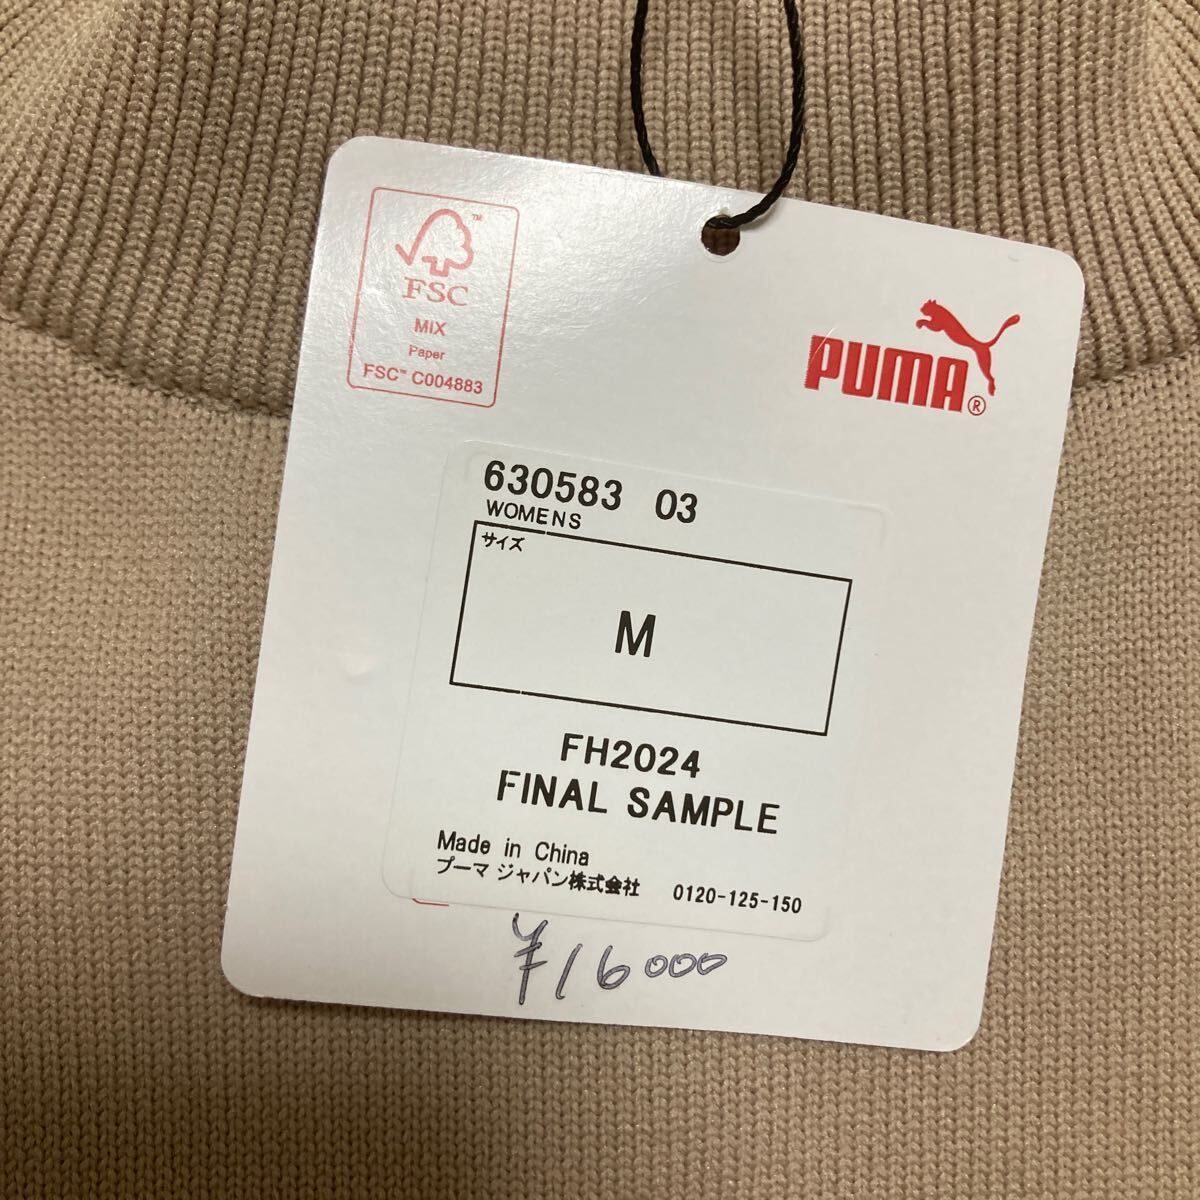 FSC
™
MIX
Paper
FSC™ C004883
PUMA®
630583 03
WOMENS
サイズ
M
FH2024
FINAL SAMPLE
Made in China
プーマ ジャパン株式会社 0120-125-150
¥16000